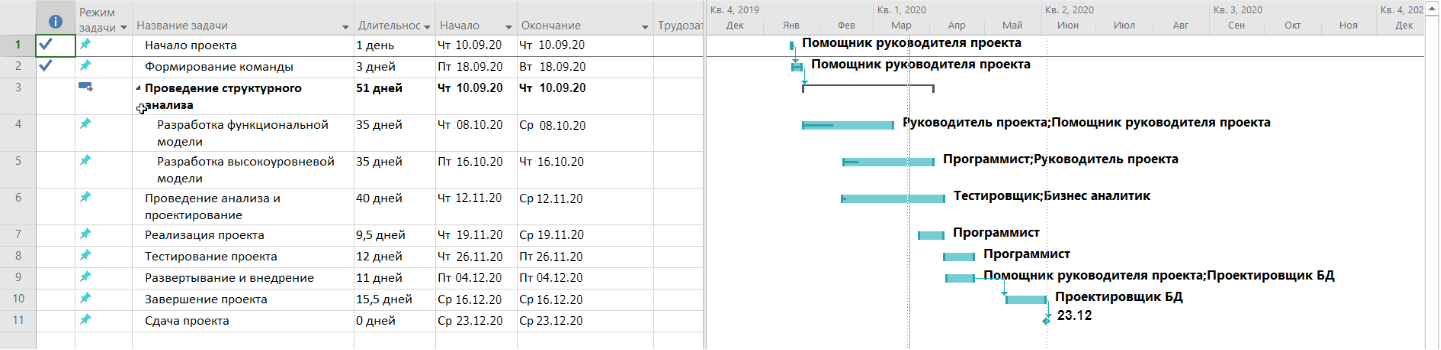 Режим задачи Название задачи Длительнос Начало Окончание Трудозат
1 Начало проекта 1 день Чт 10.09.20 Чт 10.09.20
2 Формирование команды 3 дней Пт 18.09.20 Вт 18.09.20
3 Проведение структурного анализа 51 дней Чт 10.09.20 Чт 10.09.20
4 Разработка функциональной модели 35 дней Чт 08.10.20 Ср 08.10.20
5 Разработка высокоуровневой модели 35 дней Пт 16.10.20 Чт 16.10.20
6 Проведение анализа и проектирование 40 дней Чт 12.11.20 Ср 12.11.20
7 Реализация проекта 9,5 дней Чт 19.11.20 Ср 19.11.20
8 Тестирование проекта 12 дней Чт 26.11.20 Пт 26.11.20
9 Развертывание и внедрение 11 дней Пт 04.12.20 Пт 04.12.20
10 Завершение проекта 15,5 дней Ср 16.12.20 Ср 16.12.20
11 Сдача проекта 0 дней Ср 23.12.20 Ср 23.12.20
Кв. 4, 2019 Кв. 1, 2020 Кв. 2, 2020 Кв. 3, 2020 Кв. 4, 202
Дек Янв Фев Мар Апр Май Июн Июл Авг Сен Окт Ноя Дек
Помощник руководителя проекта
Помощник руководителя проекта
Руководитель проекта;Помощник руководителя проекта
Программист;Руководитель проекта
Тестировщик;Бизнес аналитик
Программист
Программист
Помощник руководителя проекта;Проектировщик БД
Проектировщик БД
23.12